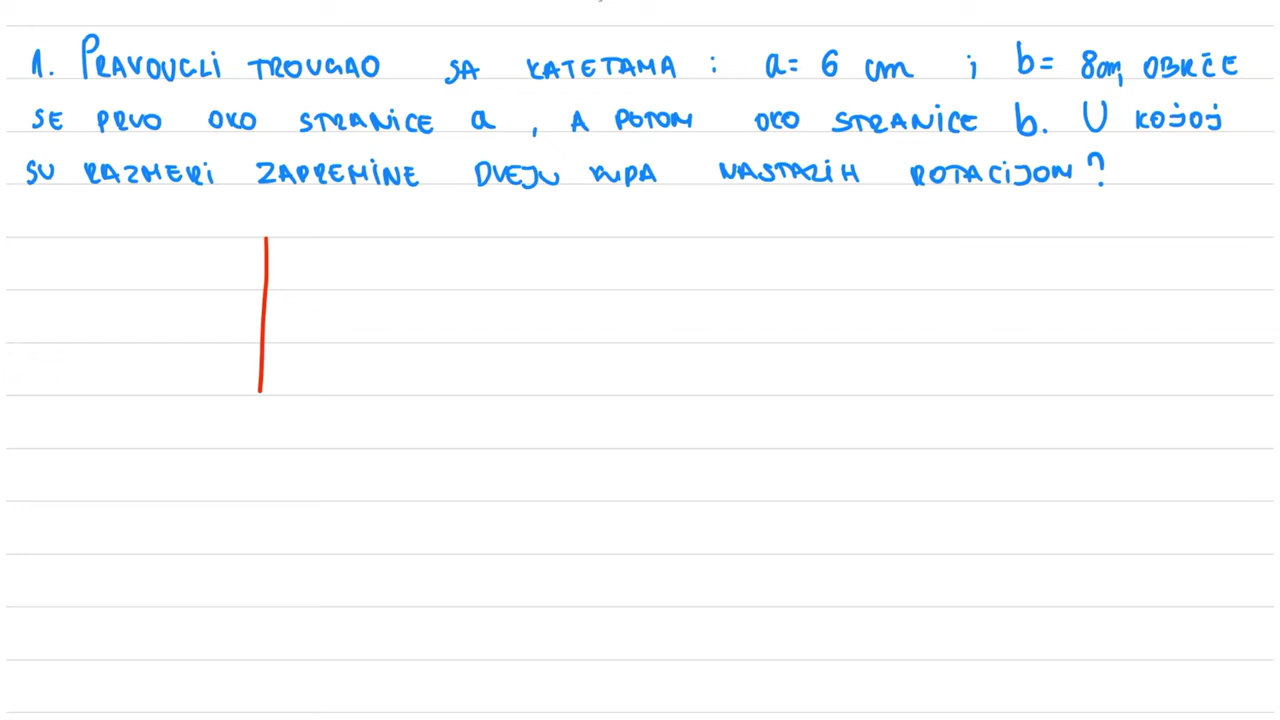 1. PRAVOUGLI TROUGAO SA KATETAMA : a = 6 cm i b = 8cm, OBRĆE
SE PRVO OKO STRANICE a , A POTOM OKO STRANICE b. U KOJOJ
SU RAZMERI ZAPREMINE DVEJU KUPA NASTALIH ROTACIJOM ?